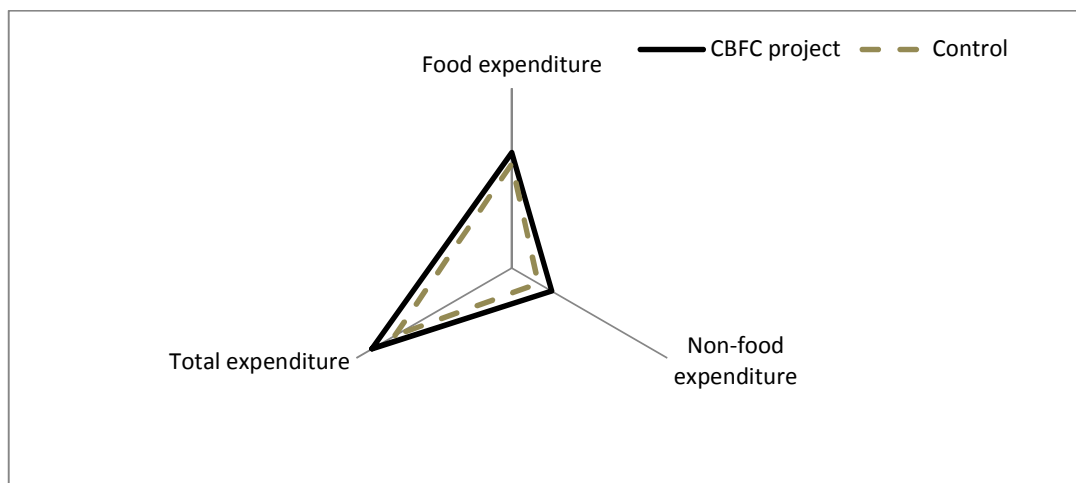 CBFC project
Control
Food expenditure
Total expenditure
Non-food
expenditure